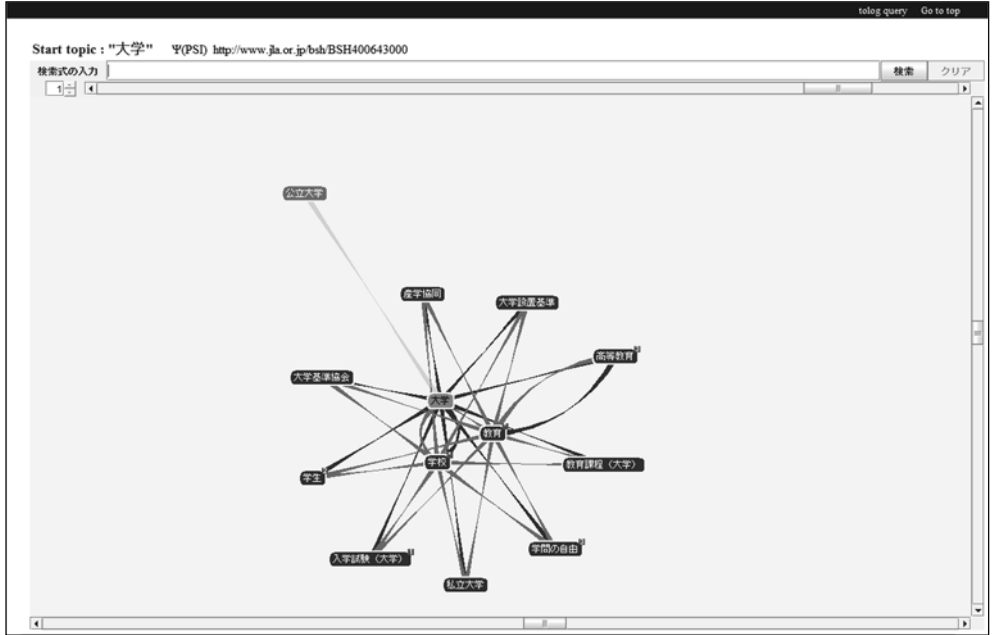 tolog query Go to top
Start topic : "大学" Ψ(PSI) http://www.jla.or.jp/bsh/BSH400643000
検索式の入力 検索 クリア
1
公立大学
産学協同
大学設置基準
高等教育
大学基準協会
大学
教育
学校
教育課程（大学）
学生
学問の自由
入学試験（大学）
私立大学